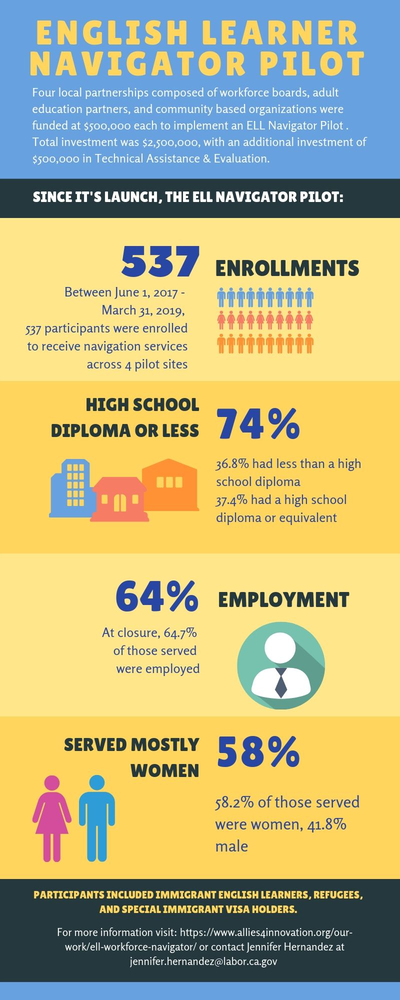 ENGLISH LEARNER
NAVIGATOR PILOT
Four local partnerships composed of workforce boards, adult
education partners, and community based organizations were
funded at $500,000 each to implement an ELL Navigator Pilot .
Total investment was $2,500,000, with an additional investment of
$500,000 in Technical Assistance & Evaluation.
SINCE IT'S LAUNCH, THE ELL NAVIGATOR PILOT:
537
ENROLLMENTS
Between June 1, 2017 -
March 31, 2019,
537 participants were enrolled
to receive navigation services
across 4 pilot sites
HIGH SCHOOL
DIPLOMA OR LESS
74%
36.8% had less than a high
school diploma
37.4% had a high school
diploma or equivalent
64%
EMPLOYMENT
At closure, 64.7%
of those served
were employed
SERVED MOSTLY
WOMEN
58%
58.2% of those served
were women, 41.8%
male
PARTICIPANTS INCLUDED IMMIGRANT ENGLISH LEARNERS, REFUGEES,
AND SPECIAL IMMIGRANT VISA HOLDERS.
For more information visit: https://www.allies4innovation.org/our-
work/ell-workforce-navigator/ or contact Jennifer Hernandez at
jennifer.hernandez@labor.ca.gov